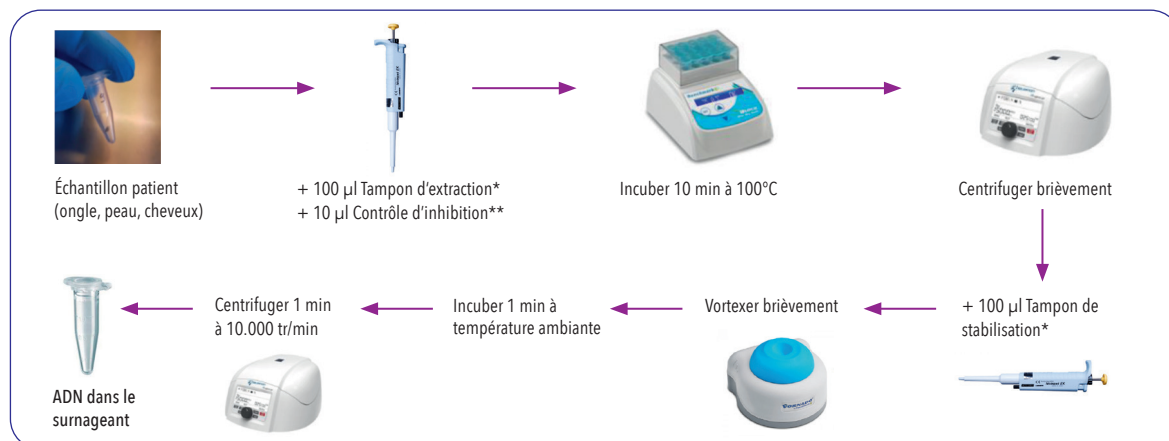 Échantillon patient
(ongle, peau, cheveux)
+ 100 µl Tampon d'extraction*
+ 10 µl Contrôle d'inhibition**
Incuber 10 min à 100°C
Centrifuger brièvement
+ 100 µl Tampon de
stabilisation*
Vortexer brièvement
Incuber 1 min à
température ambiante
Centrifuger 1 min
à 10.000 tr/min
ADN dans le
surnageant